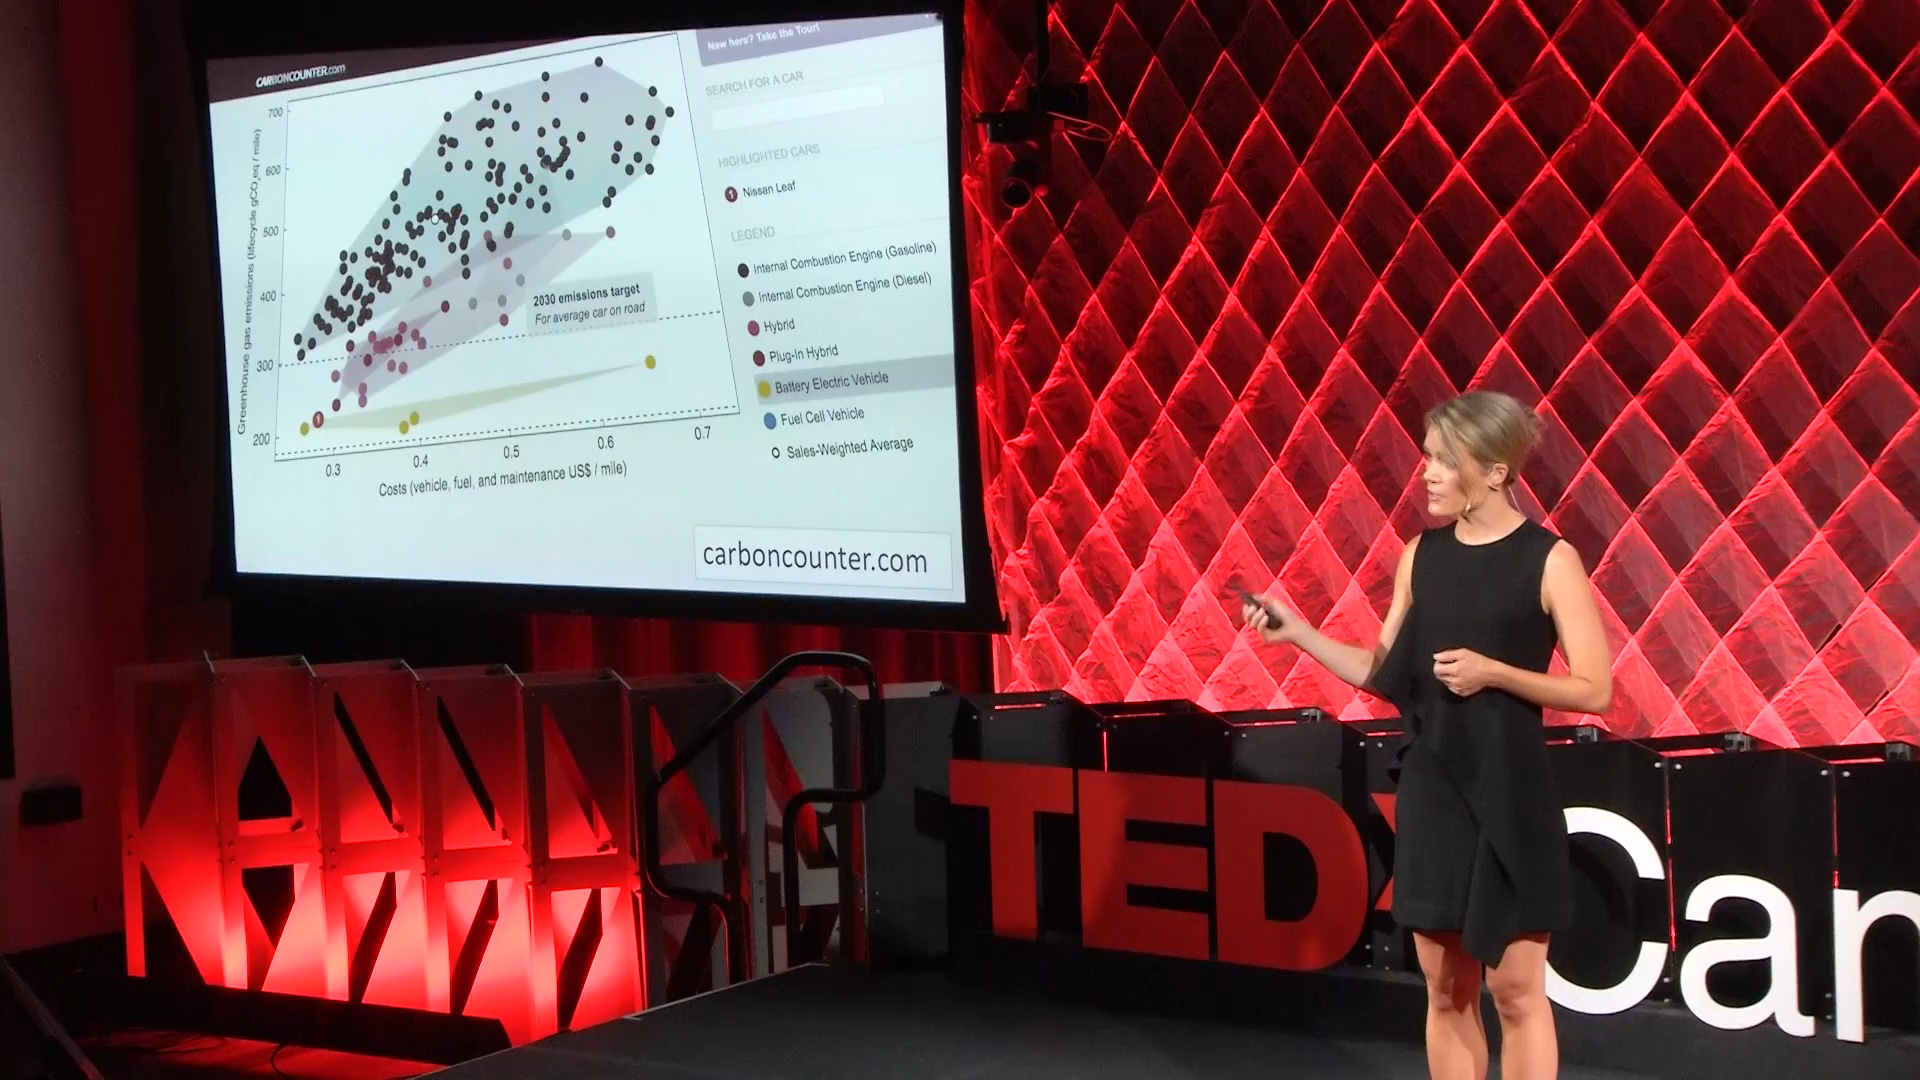 CARBONCOUNTER.com
New here? Take the Tour!
SEARCH FOR A CAR
HIGHLIGHTED CARS
1 Nissan Leaf
LEGEND
Internal Combustion Engine (Gasoline)
Internal Combustion Engine (Diesel)
Hybrid
Plug-In Hybrid
Battery Electric Vehicle
Fuel Cell Vehicle
Sales-Weighted Average
Greenhouse gas emissions (lifecycle gCO2eq / mile)
700
600
500
400
300
200
2030 emissions target
For average car on road
1
0.3
0.4
0.5
0.6
0.7
Costs (vehicle, fuel, and maintenance US$ / mile)
carboncounter.com
TEDxCam